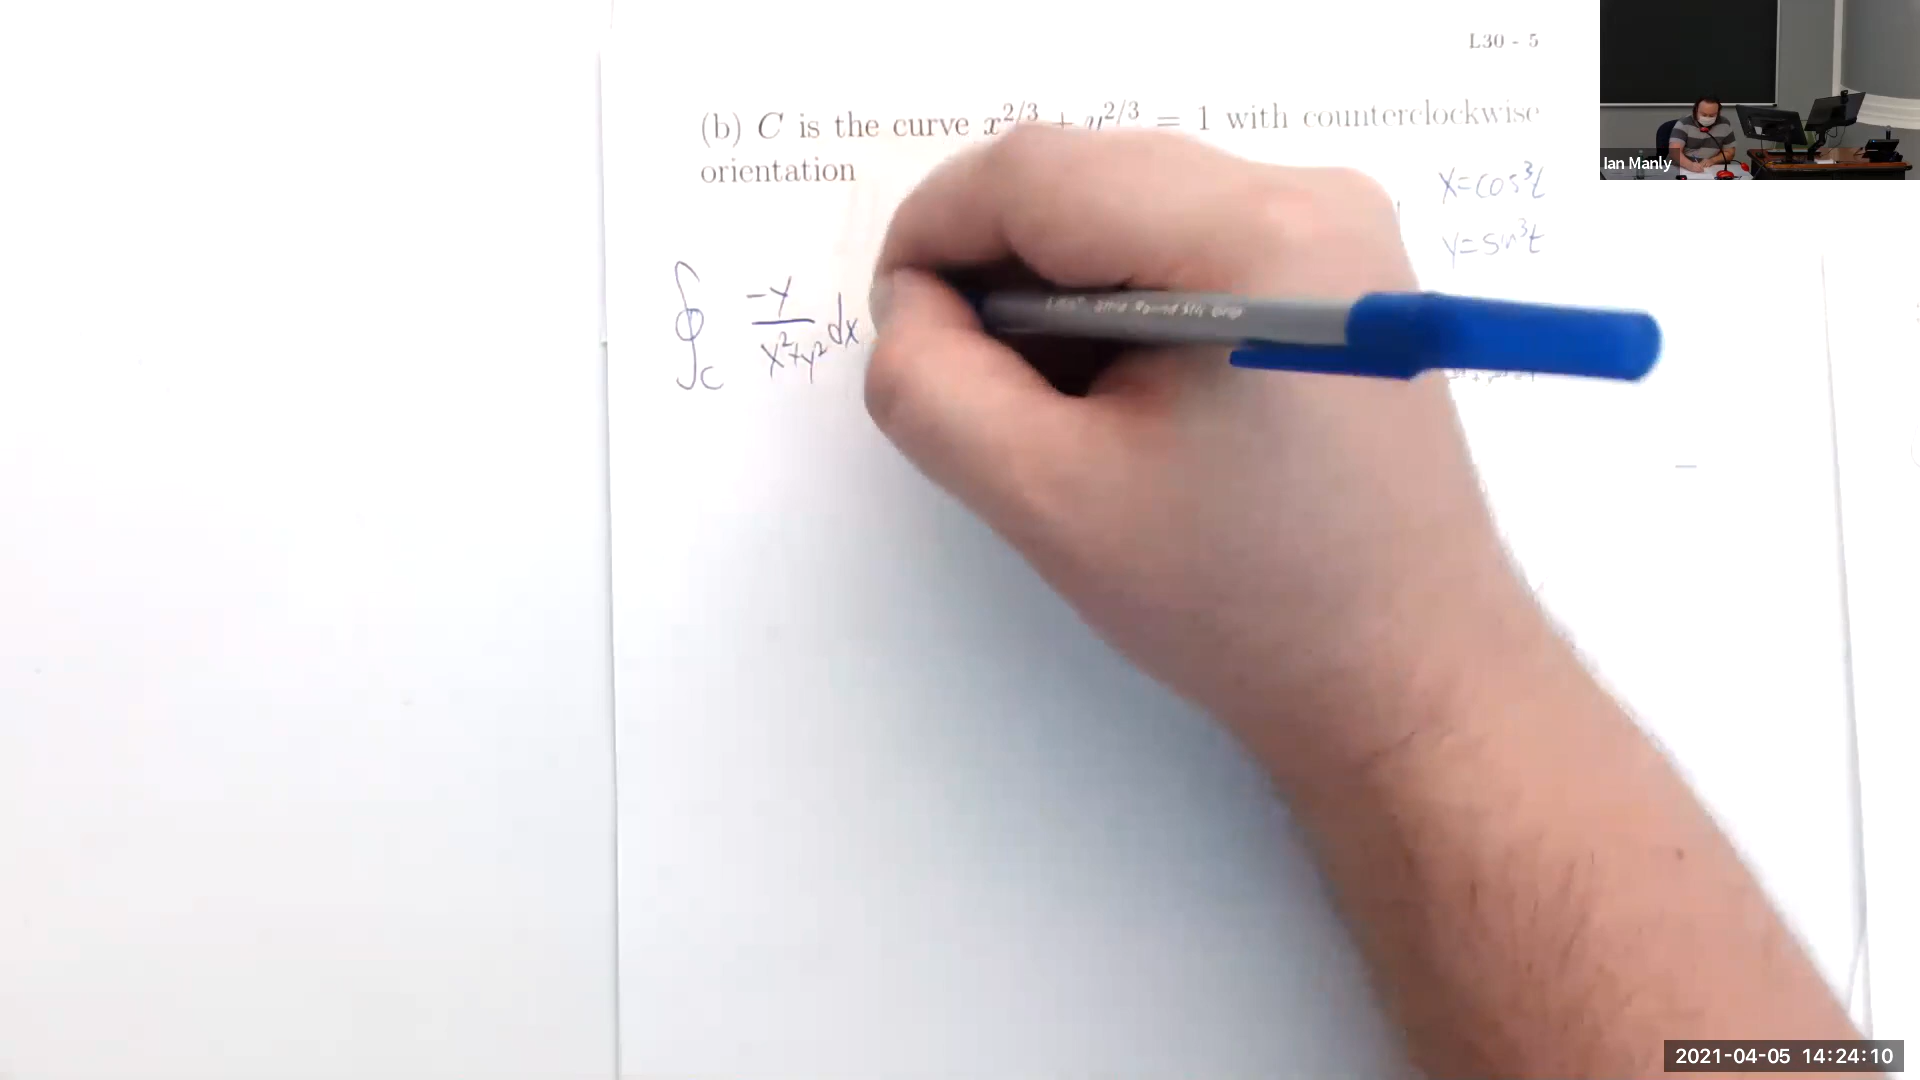 L30 - 5
(b) C is the curve x^{2/3} + y^{2/3} = 1 with counterclockwise
orientation
x=cos³t
y=sin³t
∮_C -y/(x²+y²) dx
Ian Manly
2021-04-05 14:24:10